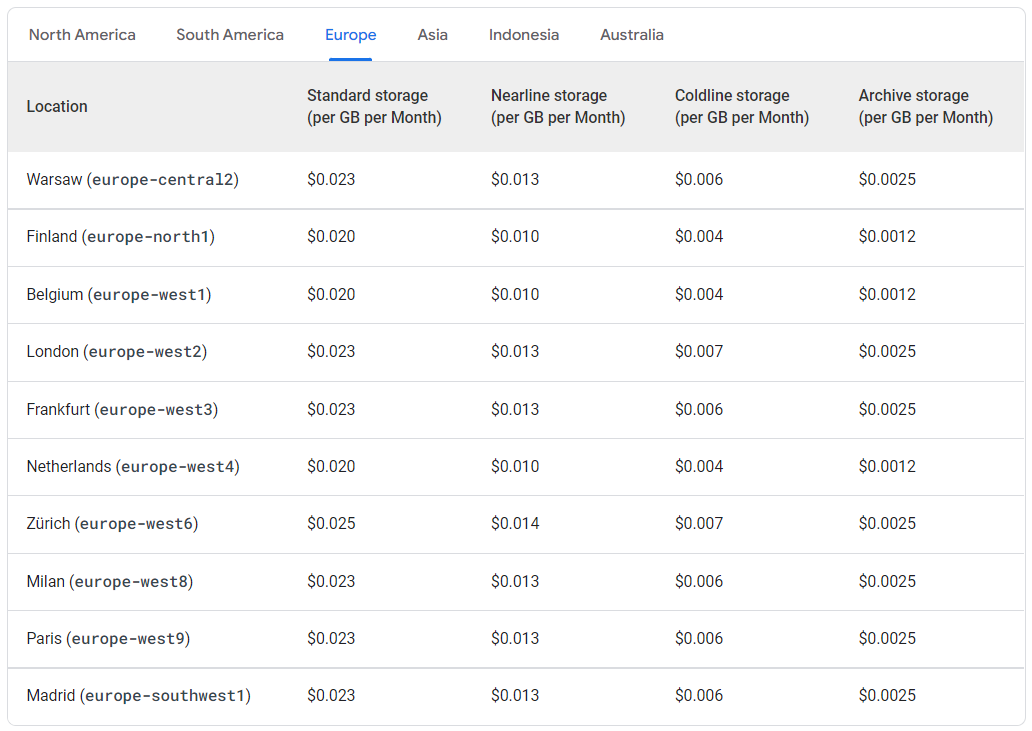 North America South America Europe Asia Indonesia Australia
Location Standard storage (per GB per Month) Nearline storage (per GB per Month) Coldline storage (per GB per Month) Archive storage (per GB per Month)
Warsaw (europe-central2) $0.023 $0.013 $0.006 $0.0025
Finland (europe-north1) $0.020 $0.010 $0.004 $0.0012
Belgium (europe-west1) $0.020 $0.010 $0.004 $0.0012
London (europe-west2) $0.023 $0.013 $0.007 $0.0025
Frankfurt (europe-west3) $0.023 $0.013 $0.006 $0.0025
Netherlands (europe-west4) $0.020 $0.010 $0.004 $0.0012
Zürich (europe-west6) $0.025 $0.014 $0.007 $0.0025
Milan (europe-west8) $0.023 $0.013 $0.006 $0.0025
Paris (europe-west9) $0.023 $0.013 $0.006 $0.0025
Madrid (europe-southwest1) $0.023 $0.013 $0.006 $0.0025